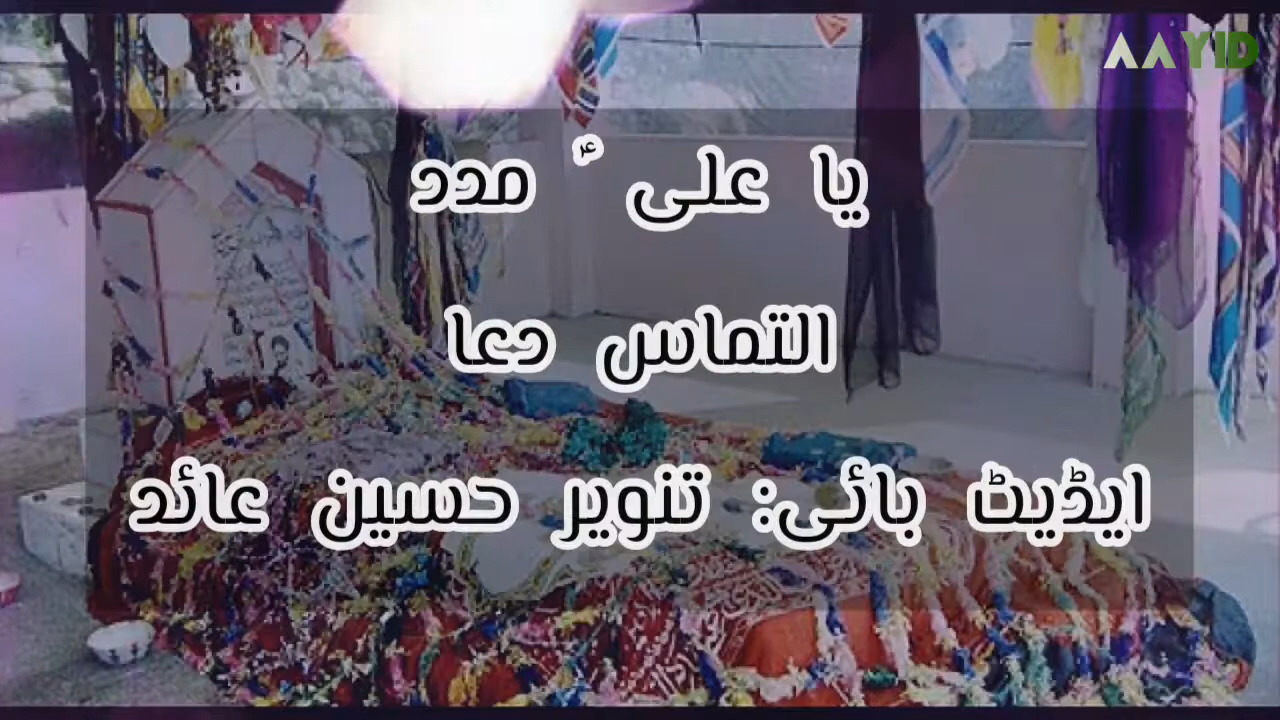 AAYID
یا علی ؑ مدد
التماس دعا
ایڈیٹ بائی: تنویر حسین عائد